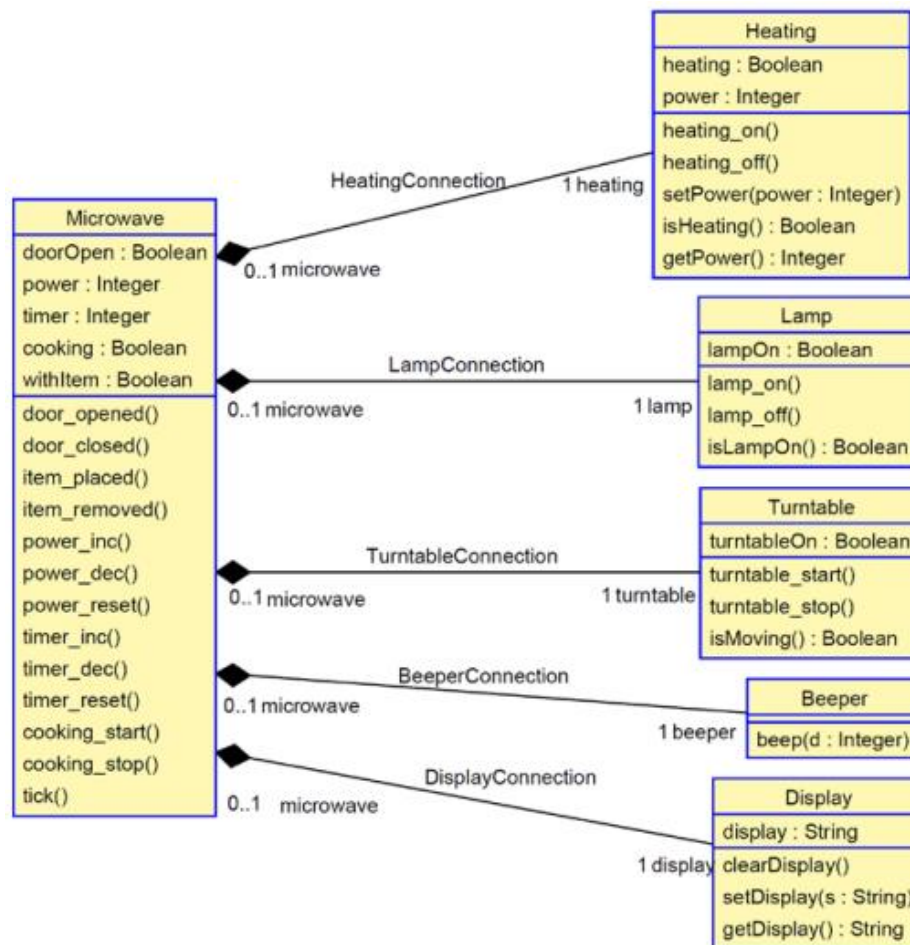 Heating
heating : Boolean
power : Integer
heating_on()
heating_off()
setPower(power : Integer)
isHeating() : Boolean
getPower() : Integer
HeatingConnection
1 heating
0..1 microwave
Microwave
doorOpen : Boolean
power : Integer
timer : Integer
cooking : Boolean
withItem : Boolean
door_opened()
door_closed()
item_placed()
item_removed()
power_inc()
power_dec()
power_reset()
timer_inc()
timer_dec()
timer_reset()
cooking_start()
cooking_stop()
tick()
LampConnection
0..1 microwave
1 lamp
Lamp
lampOn : Boolean
lamp_on()
lamp_off()
isLampOn() : Boolean
TurntableConnection
0..1 microwave
1 turntable
Turntable
turntableOn : Boolean
turntable_start()
turntable_stop()
isMoving() : Boolean
BeeperConnection
0..1 microwave
1 beeper
Beeper
beep(d : Integer)
DisplayConnection
0..1 microwave
1 display
Display
display : String
clearDisplay()
setDisplay(s : String)
getDisplay() : String